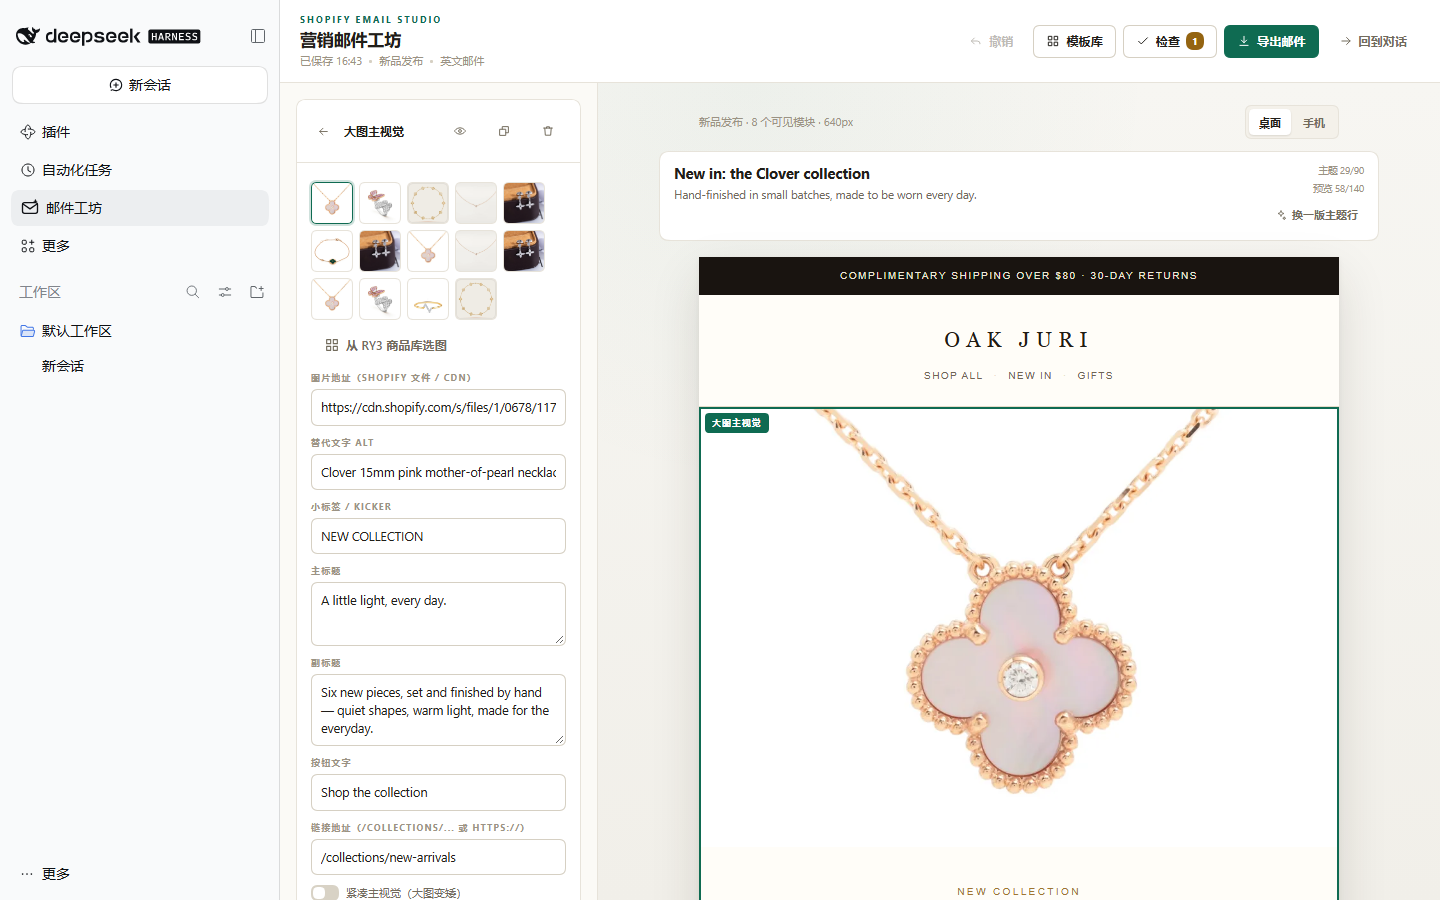 deepseek HARNESS
新会话
插件
自动化任务
邮件工坊
更多
工作区
默认工作区
新会话
更多
SHOPIFY EMAIL STUDIO
营销邮件工坊
已保存 16:43 • 新品发布 • 英文邮件
撤销
模板库
检查 1
导出邮件
回到对话
大图主视觉
从 RY3 商品库选图
图片地址（SHOPIFY 文件 / CDN）
https://cdn.shopify.com/s/files/1/0678/117
替代文字 ALT
Clover 15mm pink mother-of-pearl necklac
小标签 / KICKER
NEW COLLECTION
主标题
A little light, every day.
副标题
Six new pieces, set and finished by hand
— quiet shapes, warm light, made for the
everyday.
按钮文字
Shop the collection
链接地址（/COLLECTIONS/... 或 HTTPS://）
/collections/new-arrivals
紧凑主视觉（大图变矮）
新品发布 · 8 个可见模块 · 640px
桌面
手机
New in: the Clover collection
Hand-finished in small batches, made to be worn every day.
主题 29/90
预览 58/140
换一版主题行
COMPLIMENTARY SHIPPING OVER $80 · 30-DAY RETURNS
OAK JURI
SHOP ALL · NEW IN · GIFTS
大图主视觉
NEW COLLECTION